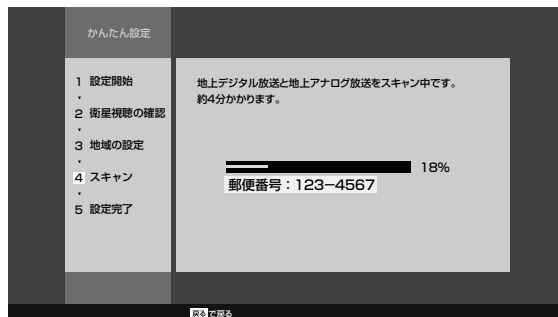 かんたん設定
1 設定開始
2 衛星視聴の確認
3 地域の設定
4 スキャン
5 設定完了
地上デジタル放送と地上アナログ放送をスキャン中です。
約4分かかります。
18%
郵便番号：123−4567
戻る で戻る